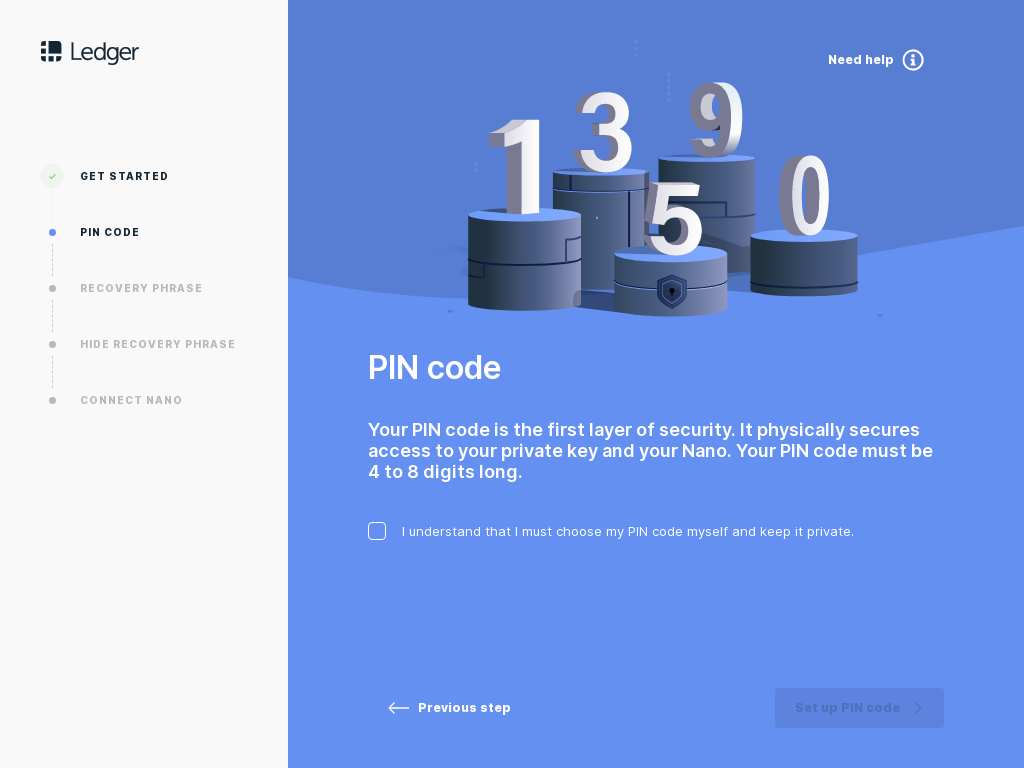 Ledger
Need help
GET STARTED
PIN CODE
RECOVERY PHRASE
HIDE RECOVERY PHRASE
CONNECT NANO
1 3 9 5 0
PIN code
Your PIN code is the first layer of security. It physically secures
access to your private key and your Nano. Your PIN code must be
4 to 8 digits long.
I understand that I must choose my PIN code myself and keep it private.
Previous step
Set up PIN code